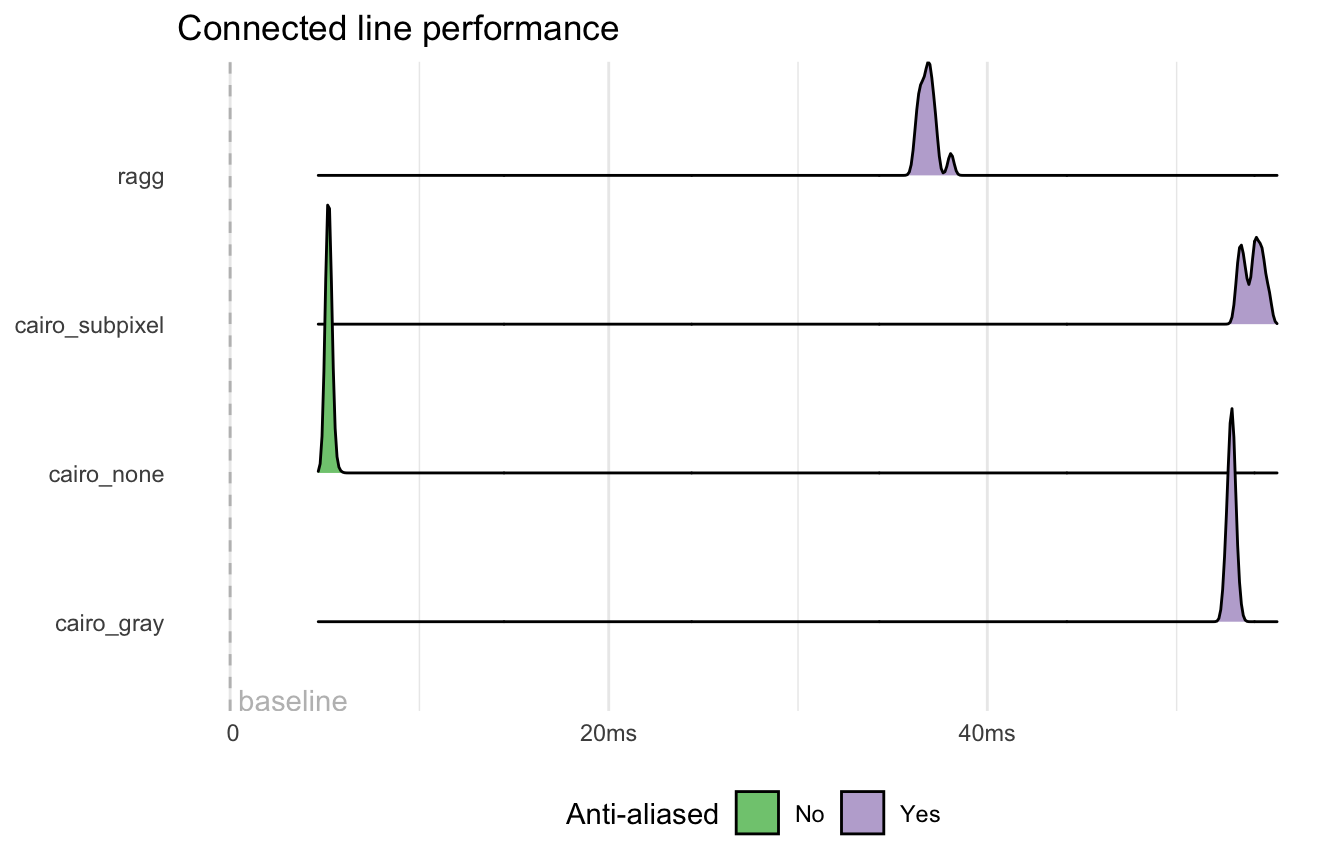 Connected line performance
ragg
cairo_subpixel
cairo_none
cairo_gray
baseline
0 20ms 40ms
Anti-aliased No Yes